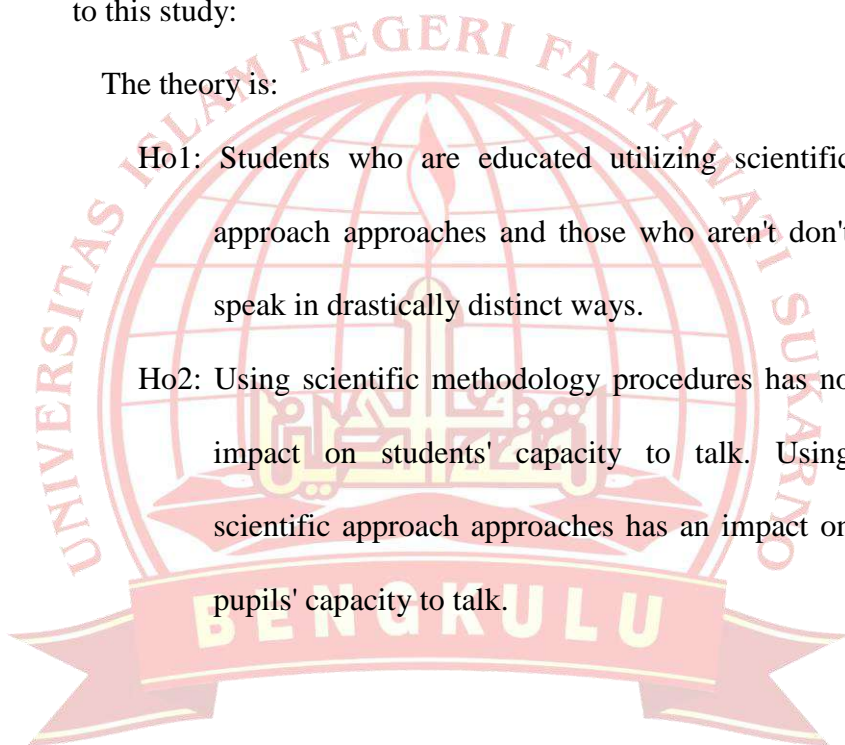 to this study:
The theory is:
Ho1: Students who are educated utilizing scientific
approach approaches and those who aren't don't
speak in drastically distinct ways.
Ho2: Using scientific methodology procedures has no
impact on students' capacity to talk. Using
scientific approach approaches has an impact on
pupils' capacity to talk.
UNIVERSITAS ISLAM NEGERI FATMAWATI SUKARNO
BENGKULU